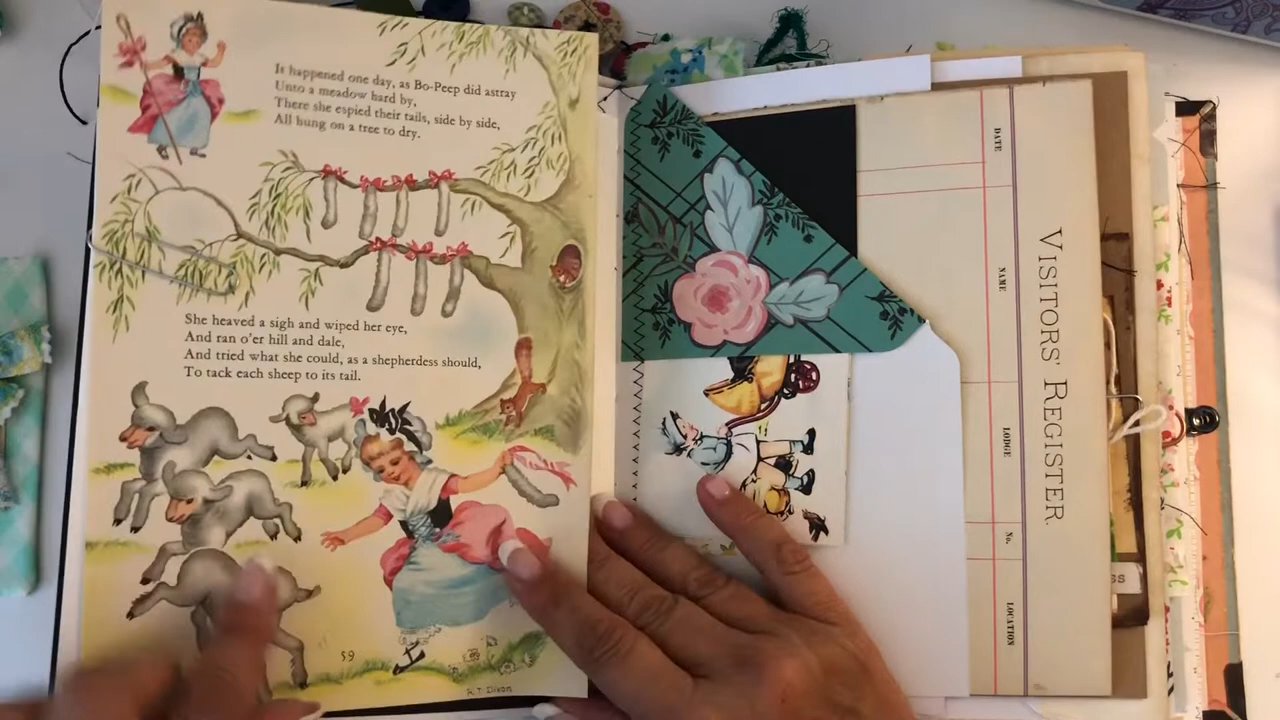 It happened one day, as Bo-Peep did astray
Unto a meadow hard by,
There she espied their tails, side by side,
All hung on a tree to dry.
She heaved a sigh and wiped her eye,
And ran o'er hill and dale,
And tried what she could, as a shepherdess should,
To tack each sheep to its tail.
59
R.T. Dixon
VISITORS' REGISTER
DATE
NAME
LODGE
No.
LOCATION